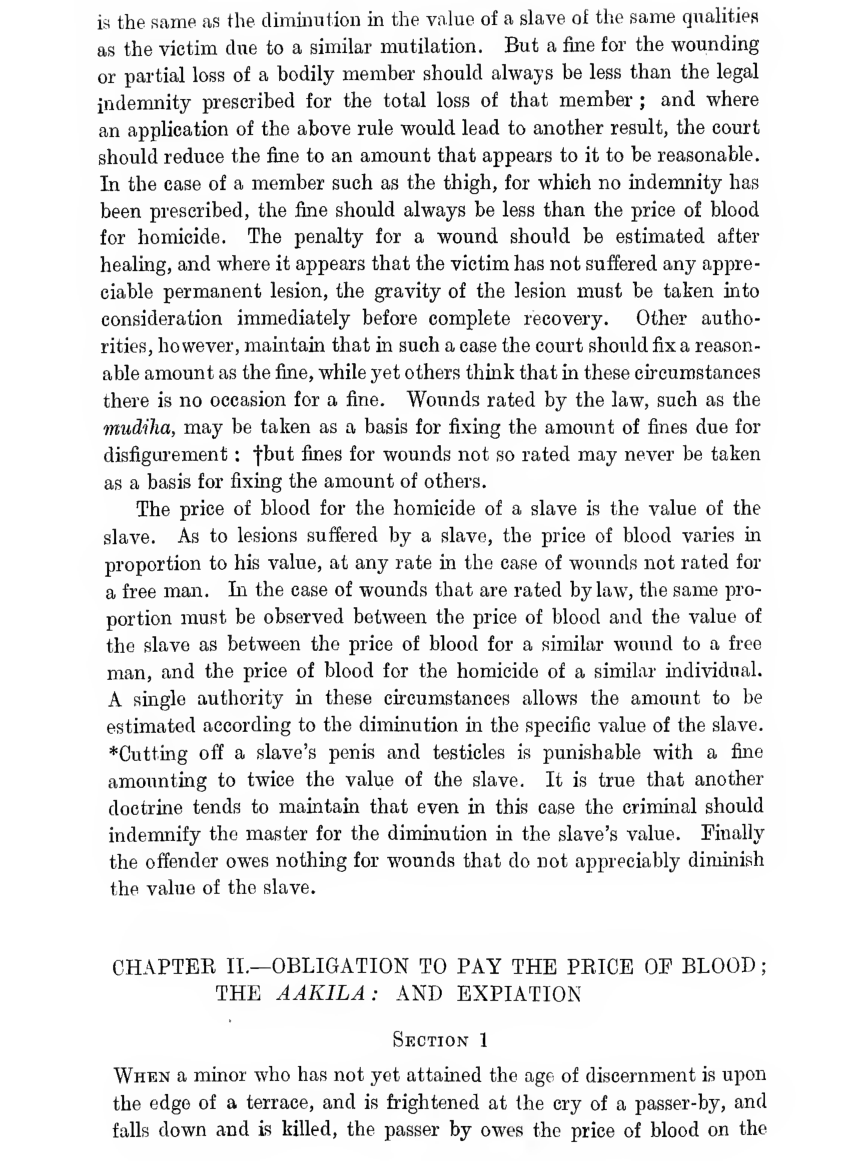 is the same as the diminution in the value of a slave of the same qualities
as the victim due to a similar mutilation. But a fine for the wounding
or partial loss of a bodily member should always be less than the legal
indemnity prescribed for the total loss of that member; and where
an application of the above rule would lead to another result, the court
should reduce the fine to an amount that appears to it to be reasonable.
In the case of a member such as the thigh, for which no indemnity has
been prescribed, the fine should always be less than the price of blood
for homicide. The penalty for a wound should be estimated after
healing, and where it appears that the victim has not suffered any appre-
ciable permanent lesion, the gravity of the lesion must be taken into
consideration immediately before complete recovery. Other autho-
rities, however, maintain that in such a case the court should fix a reason-
able amount as the fine, while yet others think that in these circumstances
there is no occasion for a fine. Wounds rated by the law, such as the
mudiha, may be taken as a basis for fixing the amount of fines due for
disfigurement: †but fines for wounds not so rated may never be taken
as a basis for fixing the amount of others.
The price of blood for the homicide of a slave is the value of the
slave. As to lesions suffered by a slave, the price of blood varies in
proportion to his value, at any rate in the case of wounds not rated for
a free man. In the case of wounds that are rated by law, the same pro-
portion must be observed between the price of blood and the value of
the slave as between the price of blood for a similar wound to a free
man, and the price of blood for the homicide of a similar individual.
A single authority in these circumstances allows the amount to be
estimated according to the diminution in the specific value of the slave.
*Cutting off a slave's penis and testicles is punishable with a fine
amounting to twice the value of the slave. It is true that another
doctrine tends to maintain that even in this case the criminal should
indemnify the master for the diminution in the slave's value. Finally
the offender owes nothing for wounds that do not appreciably diminish
the value of the slave.
CHAPTER II.—OBLIGATION TO PAY THE PRICE OF BLOOD;
THE AAKILA: AND EXPIATION
SECTION 1
WHEN a minor who has not yet attained the age of discernment is upon
the edge of a terrace, and is frightened at the cry of a passer-by, and
falls down and is killed, the passer by owes the price of blood on the